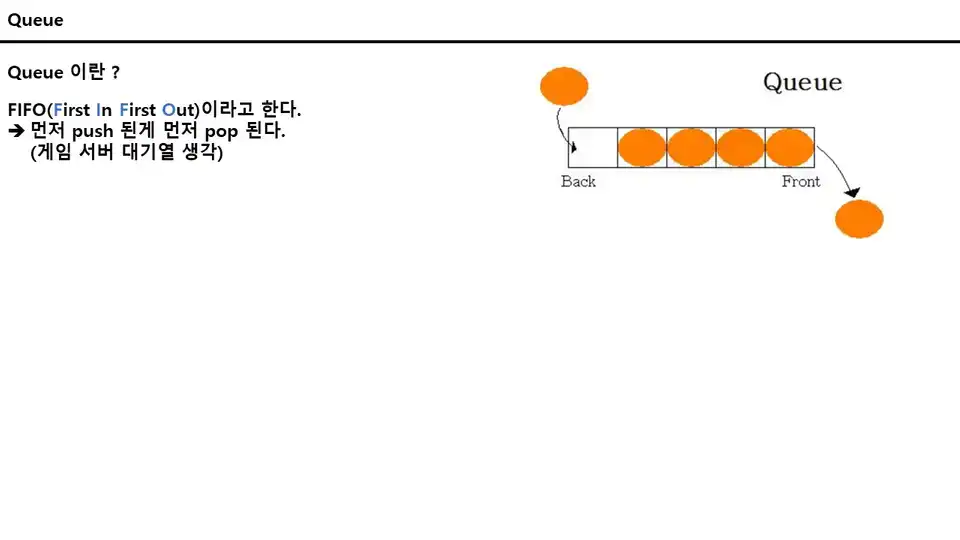 Queue
Queue 이란 ?
FIFO(First In First Out)이라고 한다.
➔ 먼저 push 된게 먼저 pop 된다.
(게임 서버 대기열 생각)
Queue
Back
Front